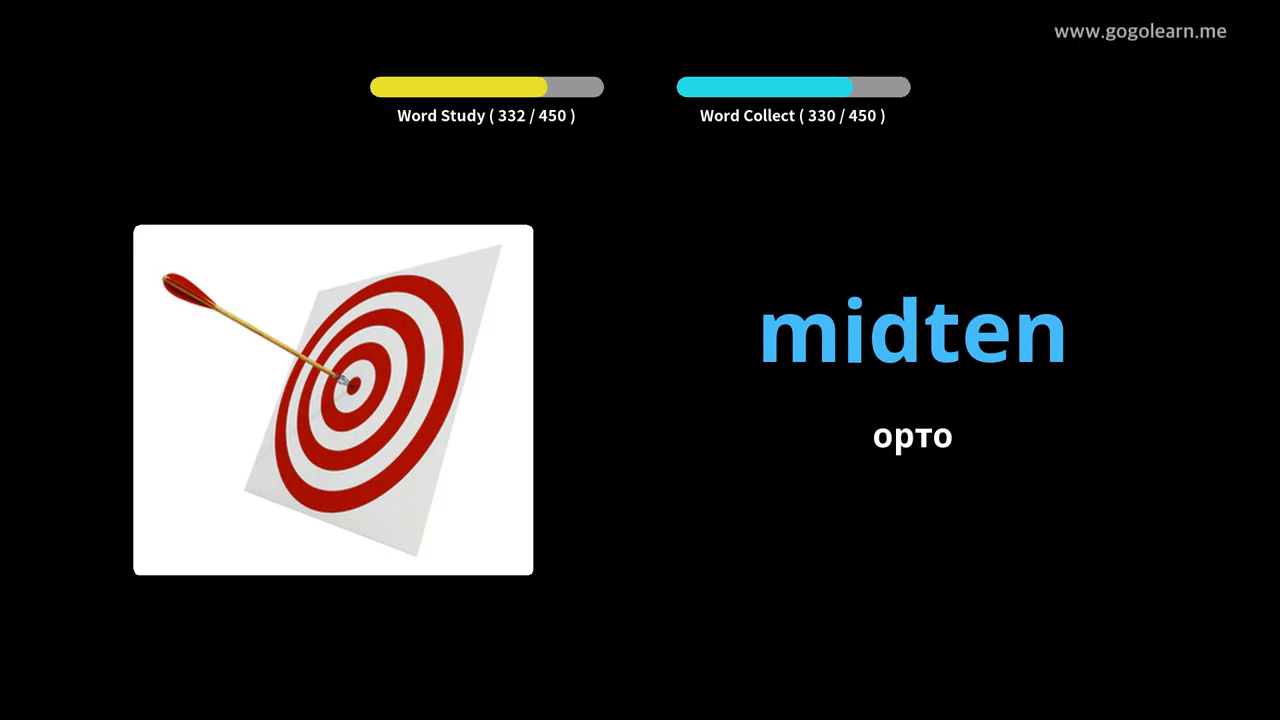 www.gogolearn.me
Word Study ( 332 / 450 )
Word Collect ( 330 / 450 )
midten
орто